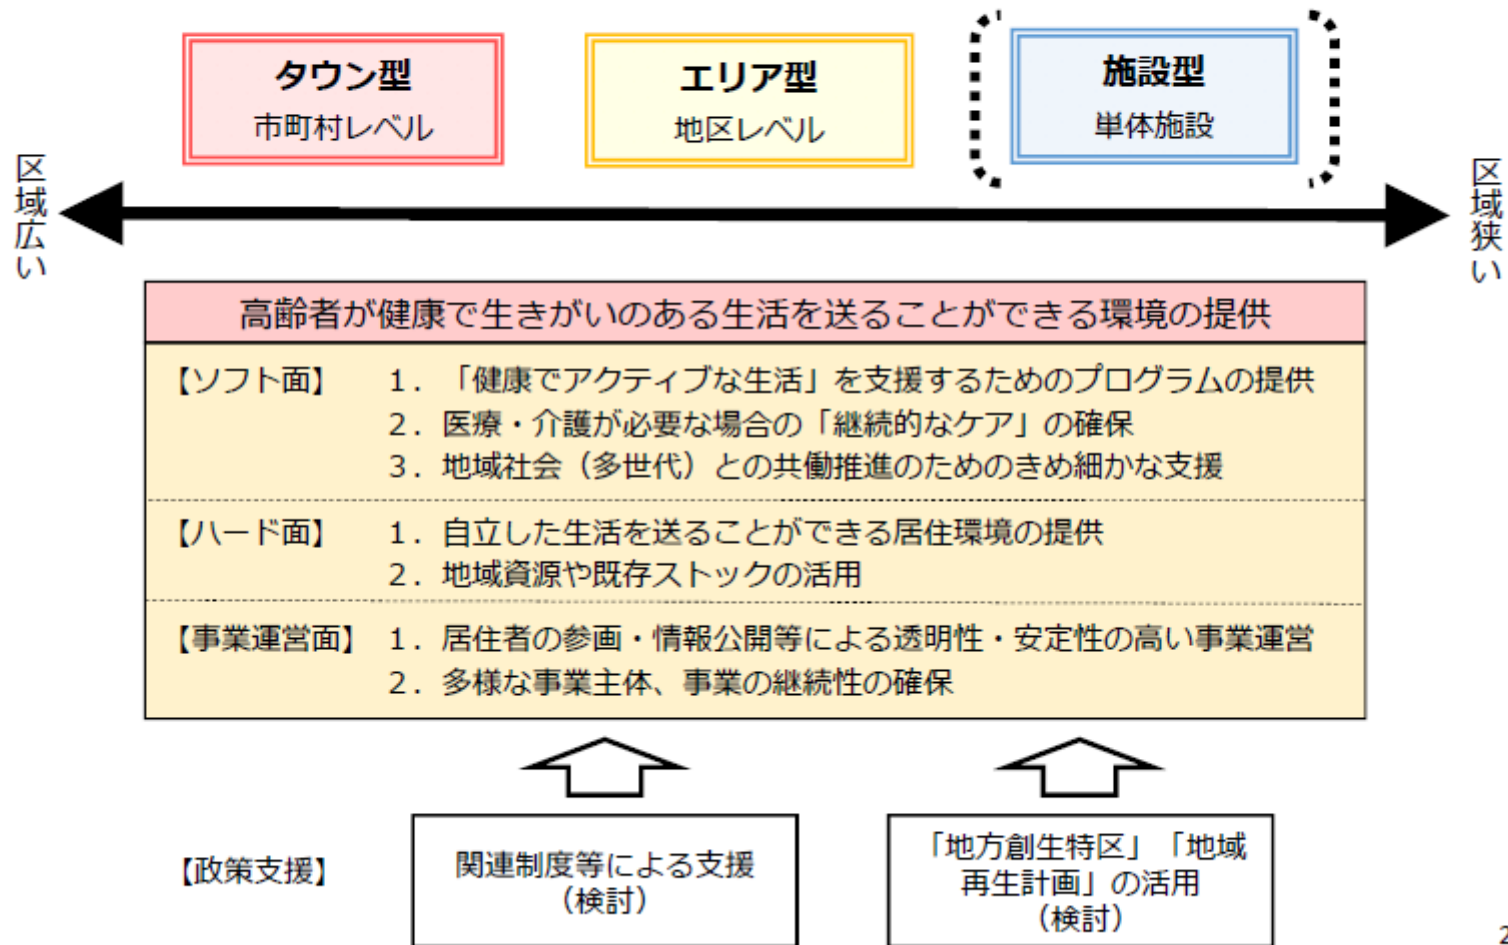 タウン型
市町村レベル
エリア型
地区レベル
施設型
単体施設
区域広い
区域狭い
高齢者が健康で生きがいのある生活を送ることができる環境の提供
【ソフト面】 1.「健康でアクティブな生活」を支援するためのプログラムの提供
2.医療・介護が必要な場合の「継続的なケア」の確保
3.地域社会（多世代）との共働推進のためのきめ細かな支援
【ハード面】 1.自立した生活を送ることができる居住環境の提供
2.地域資源や既存ストックの活用
【事業運営面】 1.居住者の参画・情報公開等による透明性・安定性の高い事業運営
2.多様な事業主体、事業の継続性の確保
【政策支援】
関連制度等による支援
（検討）
「地方創生特区」「地域
再生計画」の活用
（検討）
2